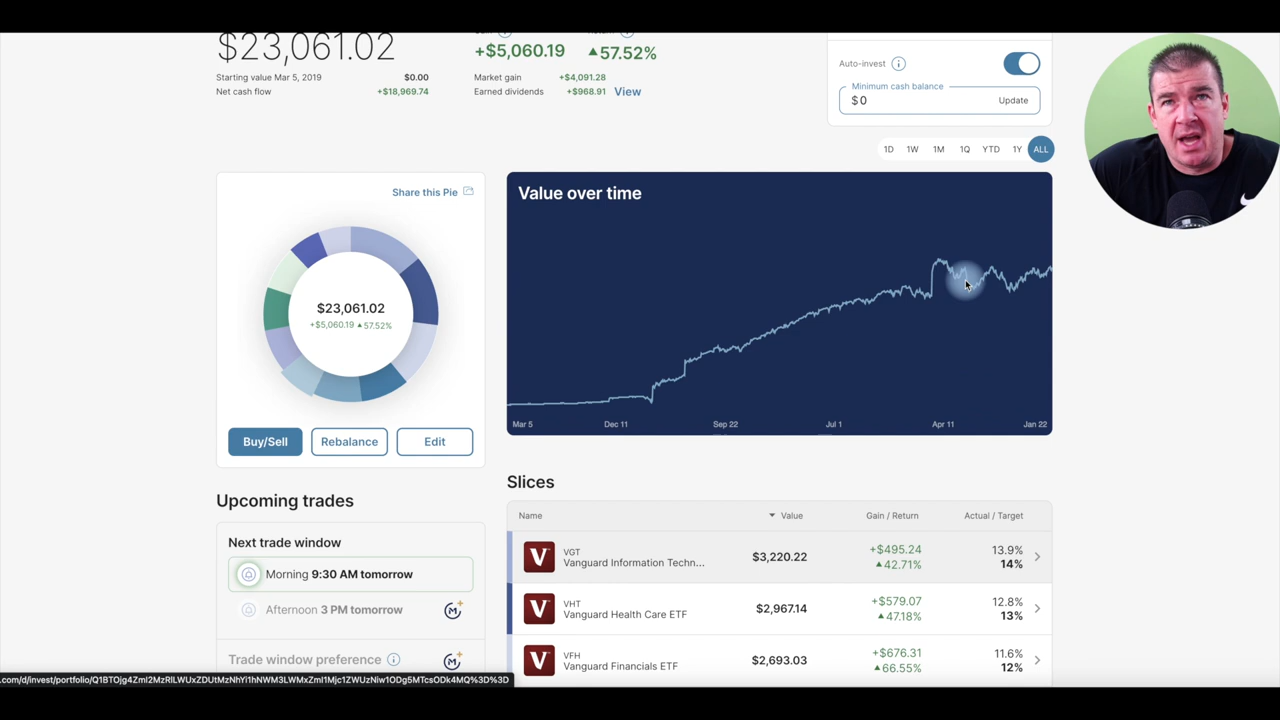 $23,061.02
+$5,060.19 ▲57.52%
Starting value Mar 5, 2019 $0.00
Net cash flow +$18,969.74
Market gain +$4,091.28
Earned dividends +$968.91 View
Auto-invest
Minimum cash balance
$0 Update
1D 1W 1M 1Q YTD 1Y ALL
Share this Pie
$23,061.02
+$5,060.19 ▲57.52%
Buy/Sell Rebalance Edit
Value over time
Mar 5 Dec 11 Sep 22 Jul 1 Apr 11 Jan 22
Upcoming trades
Next trade window
Morning 9:30 AM tomorrow
Afternoon 3 PM tomorrow
Trade window preference
Slices
Name Value Gain / Return Actual / Target
VGT
Vanguard Information Techn...
$3,220.22
+$495.24
▲42.71%
13.9%
14%
VHT
Vanguard Health Care ETF
$2,967.14
+$579.07
▲47.18%
12.8%
13%
VFH
Vanguard Financials ETF
$2,693.03
+$676.31
▲66.55%
11.6%
12%